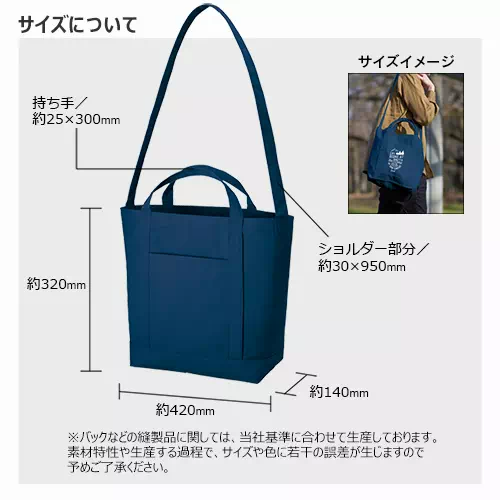 サイズについて
サイズイメージ
持ち手／
約25×300mm
ショルダー部分／
約30×950mm
約320mm
約140mm
約420mm
※バックなどの縫製品に関しては、当社基準に合わせて生産しております。
素材特性や生産する過程で、サイズや色に若干の誤差が生じますので
予めご了承ください。